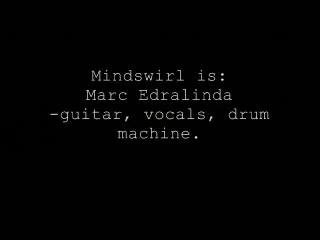 Mindswirl is:
Marc Edralinda
-guitar, vocals, drum
machine.